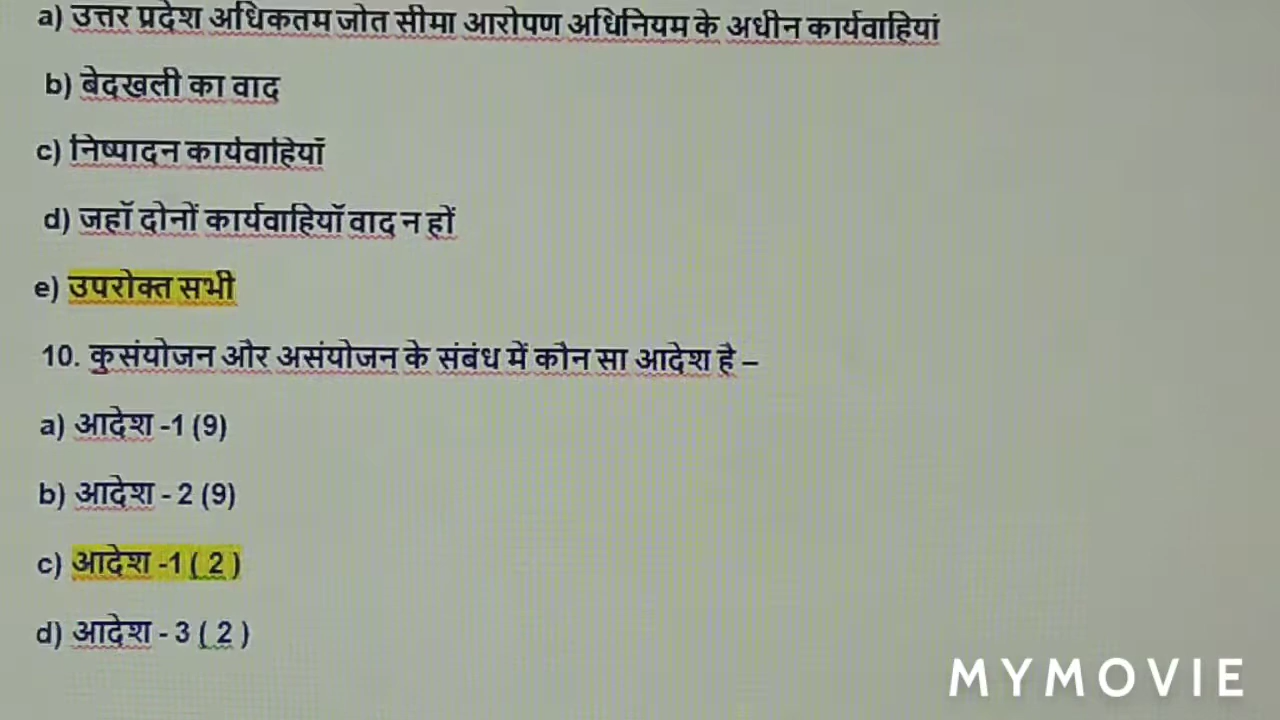 a) उत्तर प्रदेश अधिकतम जोत सीमा आरोपण अधिनियम के अधीन कार्यवाहियां
b) बेदखली का वाद
c) निष्पादन कार्यवाहियाँ
d) जहाँ दोनों कार्यवाहियाँ वाद न हों
e) उपरोक्त सभी
10. कुसंयोजन और असंयोजन के संबंध में कौन सा आदेश है –
a) आदेश -1 (9)
b) आदेश - 2 (9)
c) आदेश -1 ( 2 )
d) आदेश - 3 ( 2 )
MYMOVIE